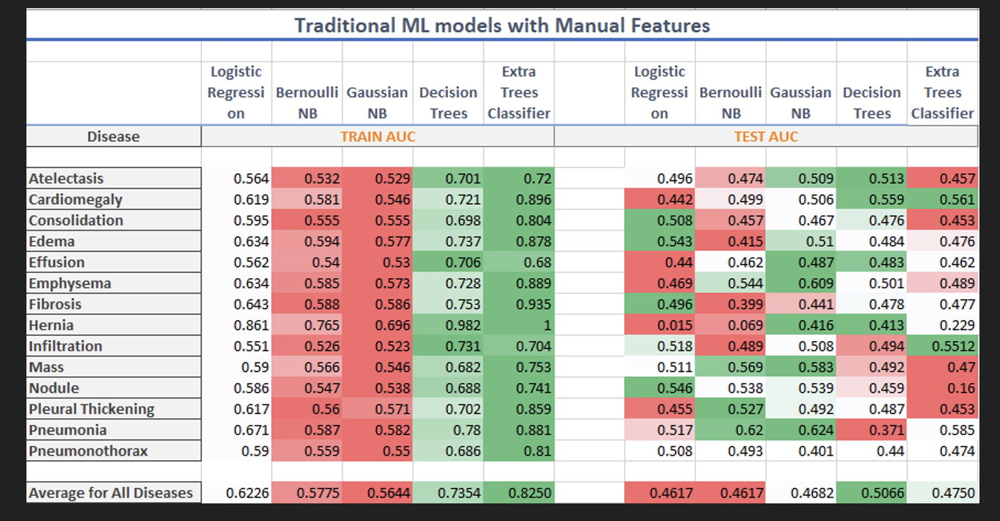 Traditional ML models with Manual Features
Logistic Regressi on Bernoulli NB Gaussian NB Decision Trees Extra Trees Classifier Logistic Regressi on Bernoulli NB Gaussian NB Decision Trees Extra Trees Classifier
Disease TRAIN AUC TEST AUC
Atelectasis 0.564 0.532 0.529 0.701 0.72 0.496 0.474 0.509 0.513 0.457
Cardiomegaly 0.619 0.581 0.546 0.721 0.896 0.442 0.499 0.506 0.559 0.561
Consolidation 0.595 0.555 0.555 0.698 0.804 0.508 0.457 0.467 0.476 0.453
Edema 0.634 0.594 0.577 0.737 0.878 0.543 0.415 0.51 0.484 0.476
Effusion 0.562 0.54 0.53 0.706 0.68 0.44 0.462 0.487 0.483 0.462
Emphysema 0.634 0.585 0.573 0.728 0.889 0.469 0.544 0.609 0.501 0.489
Fibrosis 0.643 0.588 0.586 0.753 0.935 0.496 0.399 0.441 0.478 0.477
Hernia 0.861 0.765 0.696 0.982 1 0.015 0.069 0.416 0.413 0.229
Infiltration 0.551 0.526 0.523 0.731 0.704 0.518 0.489 0.508 0.494 0.5512
Mass 0.59 0.566 0.546 0.682 0.753 0.511 0.569 0.583 0.492 0.47
Nodule 0.586 0.547 0.538 0.688 0.741 0.546 0.538 0.539 0.459 0.16
Pleural Thickening 0.617 0.56 0.571 0.702 0.859 0.455 0.527 0.492 0.487 0.453
Pneumonia 0.671 0.587 0.582 0.78 0.881 0.517 0.62 0.624 0.371 0.585
Pneumonothorax 0.59 0.559 0.55 0.686 0.81 0.508 0.493 0.401 0.44 0.474
Average for All Diseases 0.6226 0.5775 0.5644 0.7354 0.8250 0.4617 0.4617 0.4682 0.5066 0.4750